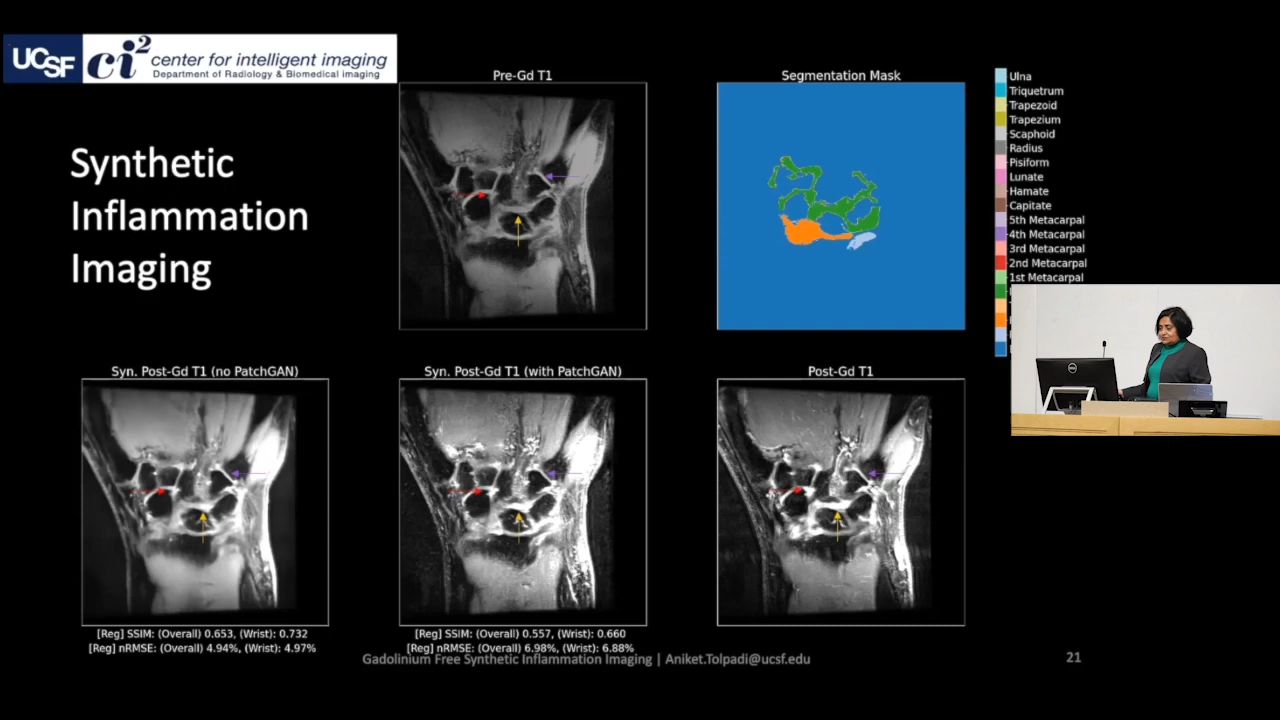 UCSF ci2 center for intelligent imaging
Department of Radiology & Biomedical imaging
Synthetic
Inflammation
Imaging
Pre-Gd T1
Segmentation Mask
Ulna
Triquetrum
Trapezoid
Trapezium
Scaphoid
Radius
Pisiform
Lunate
Hamate
Capitate
5th Metacarpal
4th Metacarpal
3rd Metacarpal
2nd Metacarpal
1st Metacarpal
Syn. Post-Gd T1 (no PatchGAN)
Syn. Post-Gd T1 (with PatchGAN)
Post-Gd T1
[Reg] SSIM: (Overall) 0.653, (Wrist): 0.732
[Reg] nRMSE: (Overall) 4.94%, (Wrist): 4.97%
[Reg] SSIM: (Overall) 0.557, (Wrist): 0.660
[Reg] nRMSE: (Overall) 6.98%, (Wrist): 6.88%
Gadolinium Free Synthetic Inflammation Imaging | Aniket.Tolpadi@ucsf.edu
21
DELL